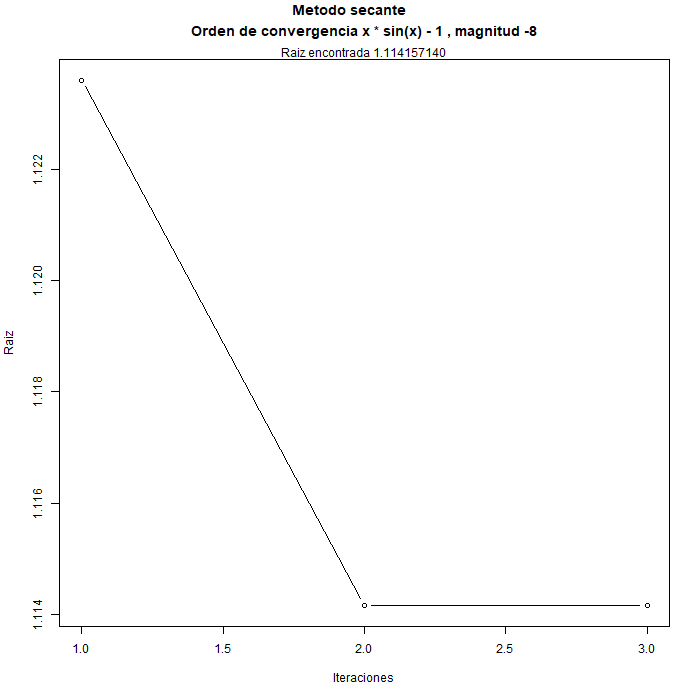 Metodo secante
Orden de convergencia x * sin(x) - 1 , magnitud -8
Raiz encontrada 1.114157140
1.122
1.120
1.118
1.116
1.114
Raiz
1.0
1.5
2.0
2.5
3.0
Iteraciones